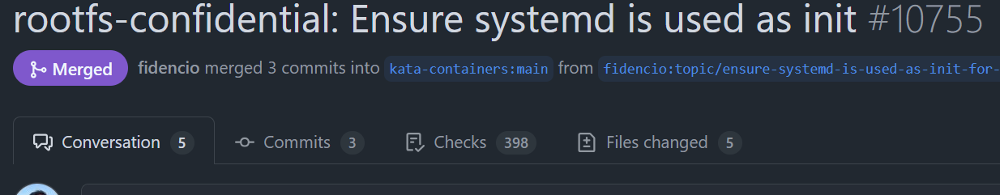 rootfs-confidential: Ensure systemd is used as init #10755
Merged fidencio merged 3 commits into kata-containers:main from fidencio:topic/ensure-systemd-is-used-as-init-for-
Conversation 5 Commits 3 Checks 398 Files changed 5